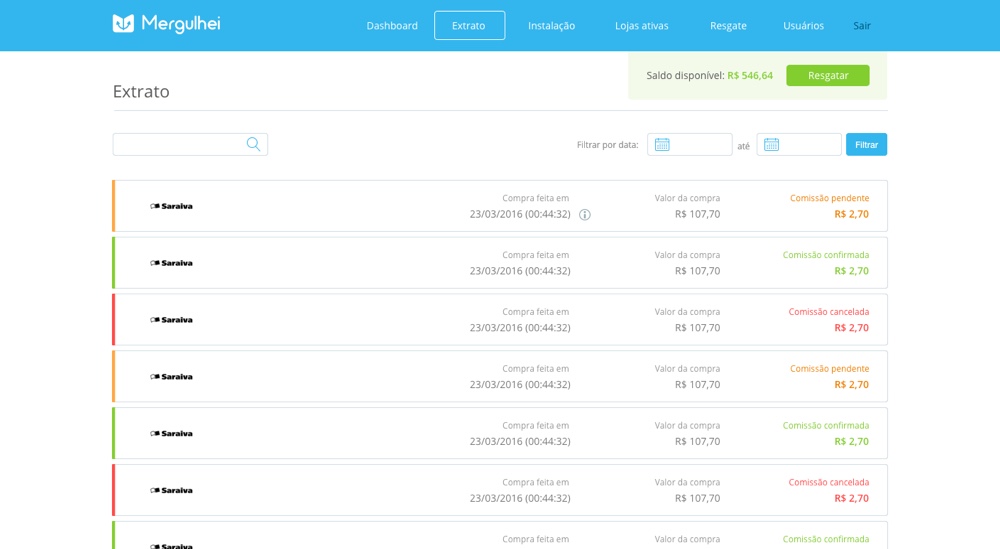 Mergulhei
Dashboard Extrato Instalação Lojas ativas Resgate Usuários Sair
Saldo disponível: R$ 546,64 Resgatar
Extrato
Filtrar por data: até Filtrar
Saraiva
Compra feita em Valor da compra Comissão pendente
23/03/2016 (00:44:32) R$ 107,70 R$ 2,70
Saraiva
Compra feita em Valor da compra Comissão confirmada
23/03/2016 (00:44:32) R$ 107,70 R$ 2,70
Saraiva
Compra feita em Valor da compra Comissão cancelada
23/03/2016 (00:44:32) R$ 107,70 R$ 2,70
Saraiva
Compra feita em Valor da compra Comissão pendente
23/03/2016 (00:44:32) R$ 107,70 R$ 2,70
Saraiva
Compra feita em Valor da compra Comissão confirmada
23/03/2016 (00:44:32) R$ 107,70 R$ 2,70
Saraiva
Compra feita em Valor da compra Comissão cancelada
23/03/2016 (00:44:32) R$ 107,70 R$ 2,70
Saraiva
Compra feita em Valor da compra Comissão confirmada